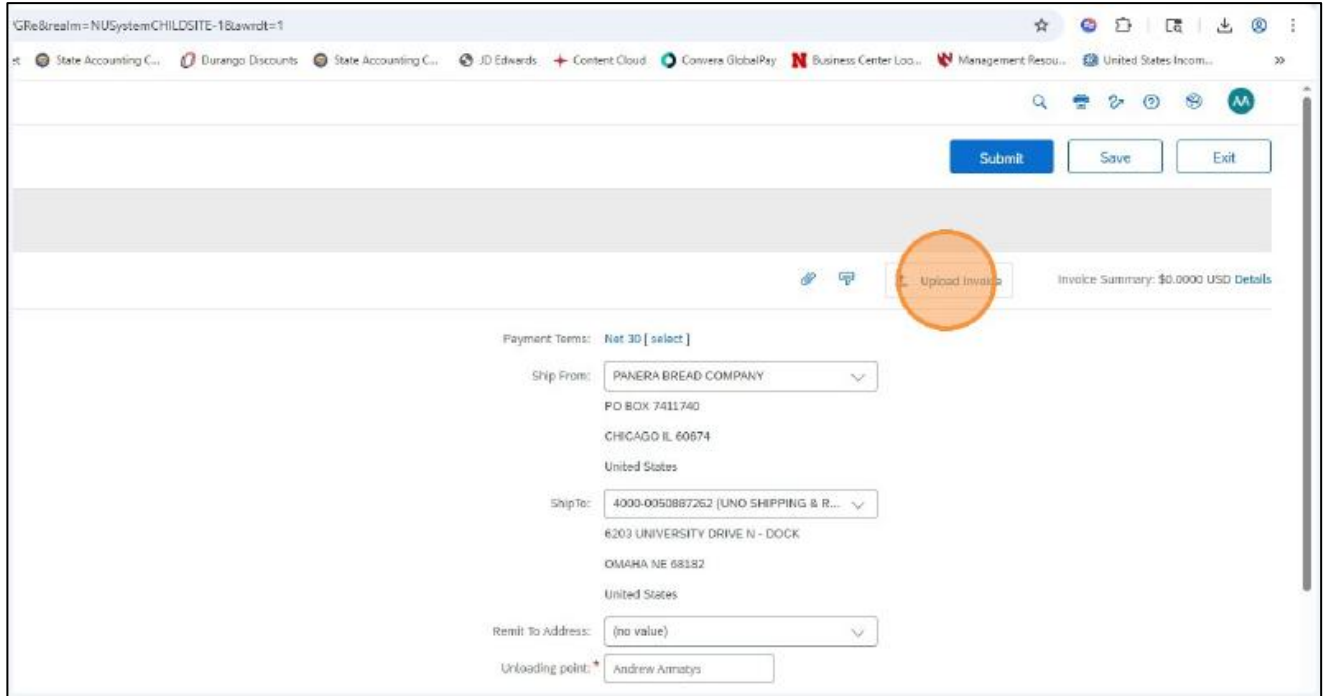 GRe&realm=NUSystemCHILDSITE-1&awrdt=1
State Accounting C... Durango Discounts State Accounting C... JD Edwards Content Cloud Convera GlobalPay Business Center Loo... Management Resou... United States Incom... »
Submit Save Exit
Upload Invoice Invoice Summary: $0.0000 USD Details
Payment Terms: Net 30 [ select ]
Ship From: PANERA BREAD COMPANY
PO BOX 7411740
CHICAGO IL 60674
United States
ShipTo: 4000-0050887262 (UNO SHIPPING & R...
6203 UNIVERSITY DRIVE N - DOCK
OMAHA NE 68182
United States
Remit To Address: (no value)
Unloading point: * Andrew Armatys